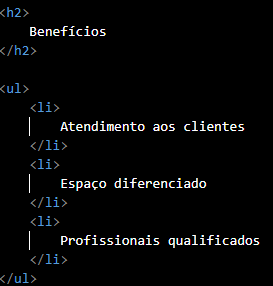 <h2>
Benefícios
</h2>
<ul>
<li>
Atendimento aos clientes
</li>
<li>
Espaço diferenciado
</li>
<li>
Profissionais qualificados
</li>
</ul>